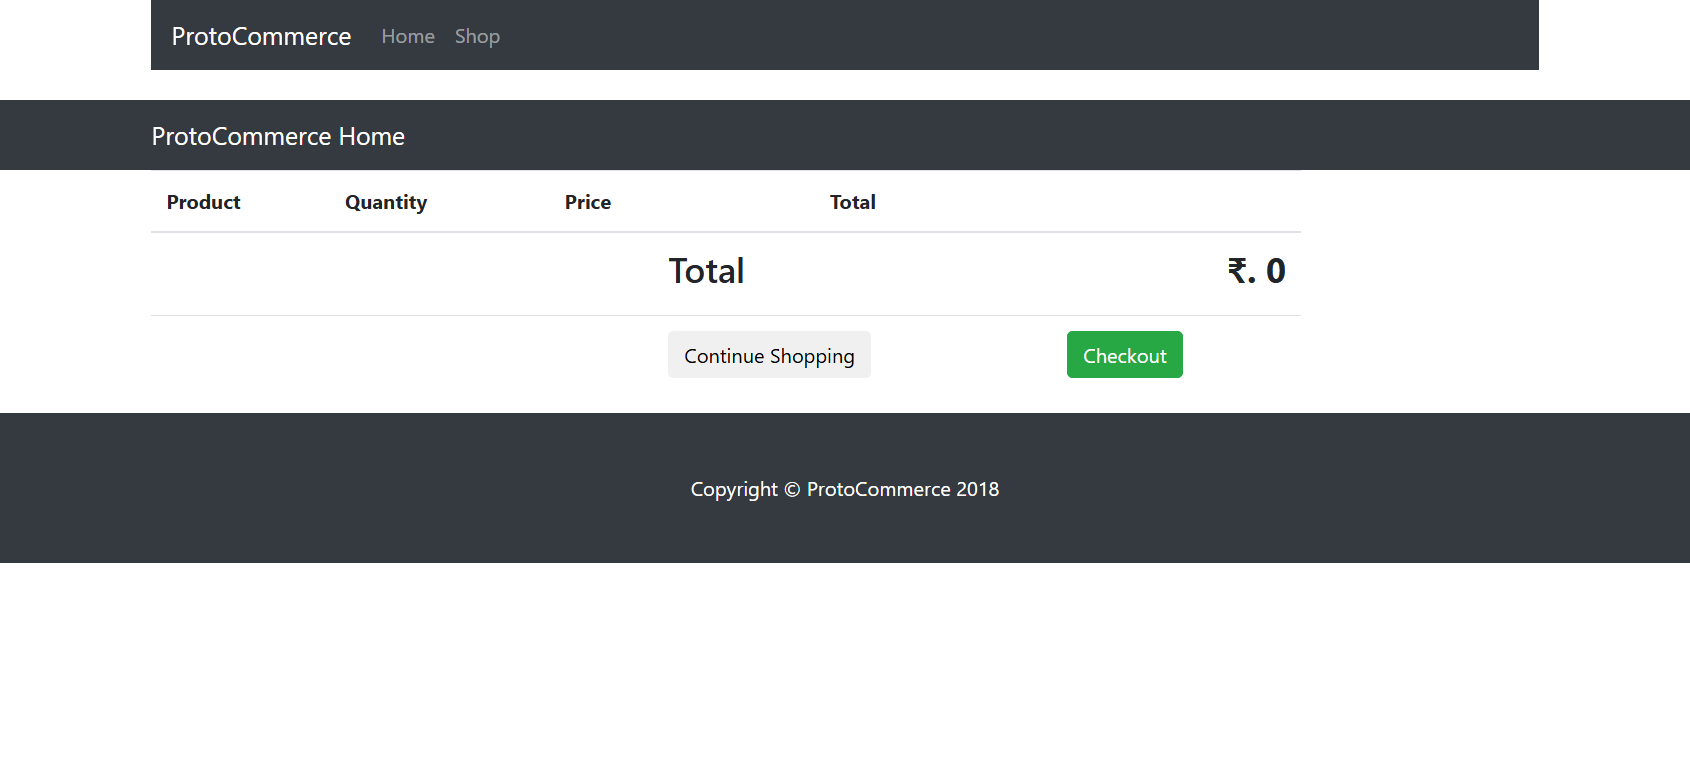 ProtoCommerce Home Shop
ProtoCommerce Home
Product Quantity Price Total
Total ₹. 0
Continue Shopping Checkout
Copyright © ProtoCommerce 2018